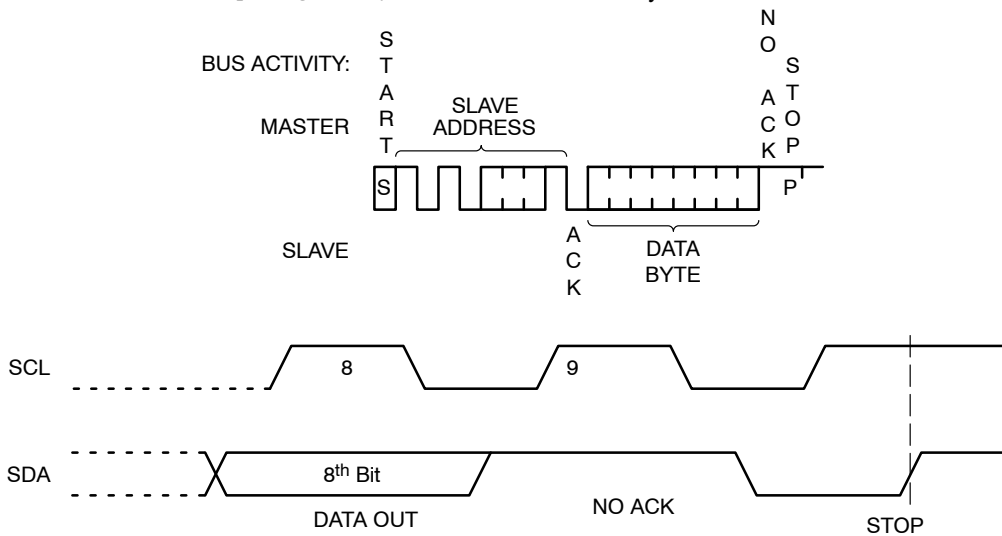 BUS ACTIVITY:
MASTER
START
SLAVE
ADDRESS
NO ACK
STOP
S
P
SLAVE
ACK
DATA
BYTE
SCL
8
9
SDA
8th Bit
DATA OUT
NO ACK
STOP